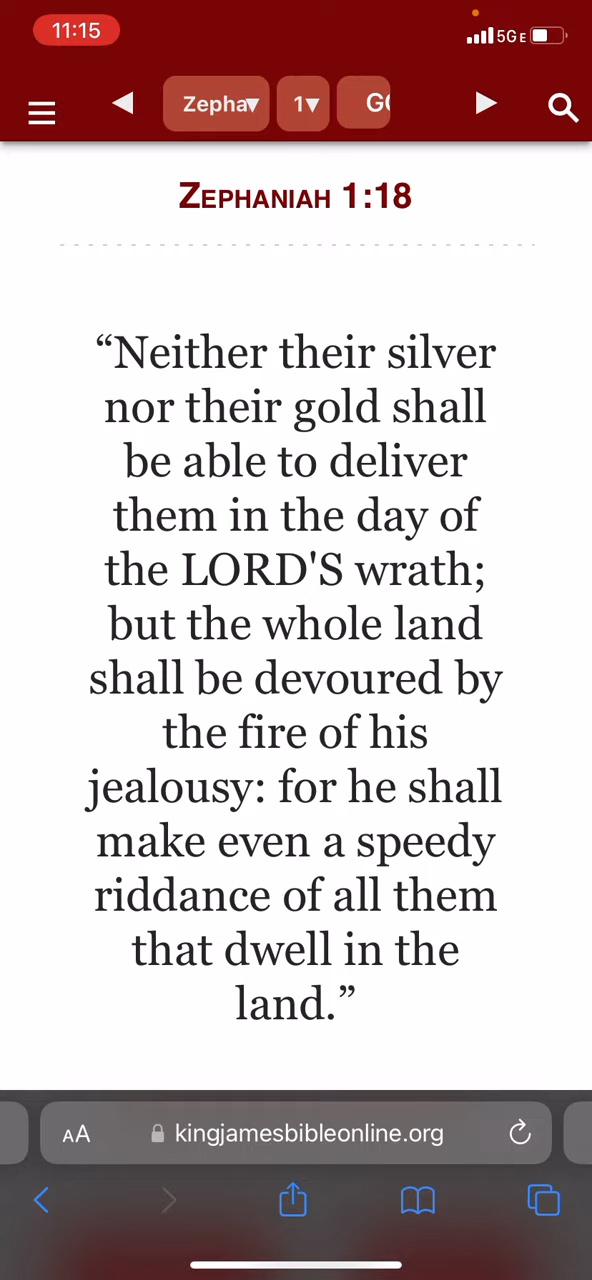 11:15
5G E
Zepha▾ 1▾ GO
ZEPHANIAH 1:18
“Neither their silver
nor their gold shall
be able to deliver
them in the day of
the LORD'S wrath;
but the whole land
shall be devoured by
the fire of his
jealousy: for he shall
make even a speedy
riddance of all them
that dwell in the
land.”
AA kingjamesbibleonline.org